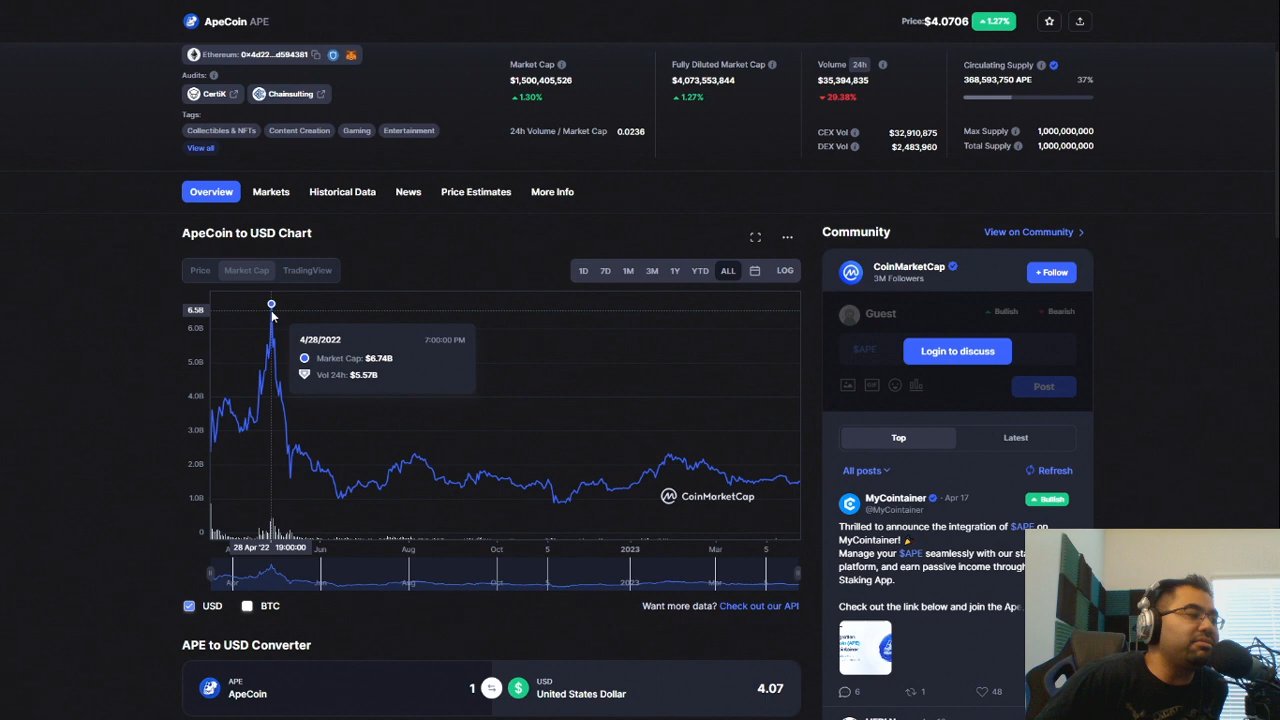 ApeCoin APE
Price: $4.0706 1.27%
Ethereum: 0x4d22...d594381
Audits:
CertiK
Chainsulting
Tags:
Collectibles & NFTs
Content Creation
Gaming
Entertainment
View all
Market Cap
$1,500,405,526
1.30%
Fully Diluted Market Cap
$4,073,553,844
1.27%
24h Volume / Market Cap 0.0236
Volume 24h
$35,394,835
29.38%
CEX Vol $32,910,875
DEX Vol $2,483,960
Circulating Supply
368,593,750 APE 37%
Max Supply 1,000,000,000
Total Supply 1,000,000,000
Overview
Markets
Historical Data
News
Price Estimates
More Info
ApeCoin to USD Chart
Price
Market Cap
TradingView
1D 7D 1M 3M 1Y YTD ALL LOG
6.5B
6.0B
5.0B
4.0B
3.0B
2.0B
1.0B
0
4/28/2022 7:00:00 PM
Market Cap: $6.74B
Vol 24h: $5.57B
CoinMarketCap
28 Apr '22 19:00:00
Jun Aug Oct 5 2023 Mar 5
Apr Jun Aug Oct 5 2023 Mar 5
USD BTC
Want more data? Check out our API
APE to USD Converter
APE
ApeCoin
1
USD
United States Dollar
4.07
Community
View on Community
CoinMarketCap
3M Followers
+ Follow
Guest
Bullish
Bearish
$APE
Login to discuss
GIF
Post
Top
Latest
All posts
Refresh
MyCointainer · Apr 17
@MyCointainer
Bullish
Thrilled to announce the integration of $APE on
MyCointainer!
Manage your $APE seamlessly with our
platform, and earn passive income through
Staking App.
Check out the link below and join the
6 1 48